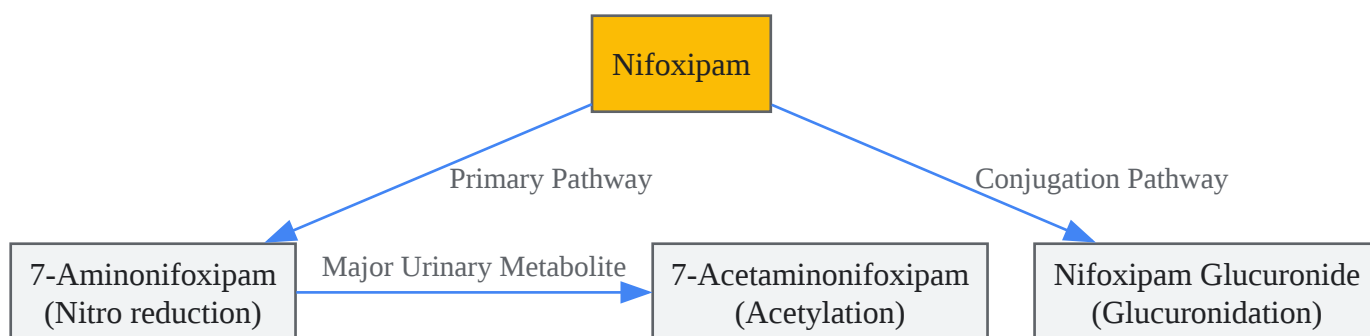 Nifoxipam
Primary Pathway
Conjugation Pathway
7-Aminonifoxipam
(Nitro reduction)
Major Urinary Metabolite
7-Acetaminonifoxipam
(Acetylation)
Nifoxipam Glucuronide
(Glucuronidation)